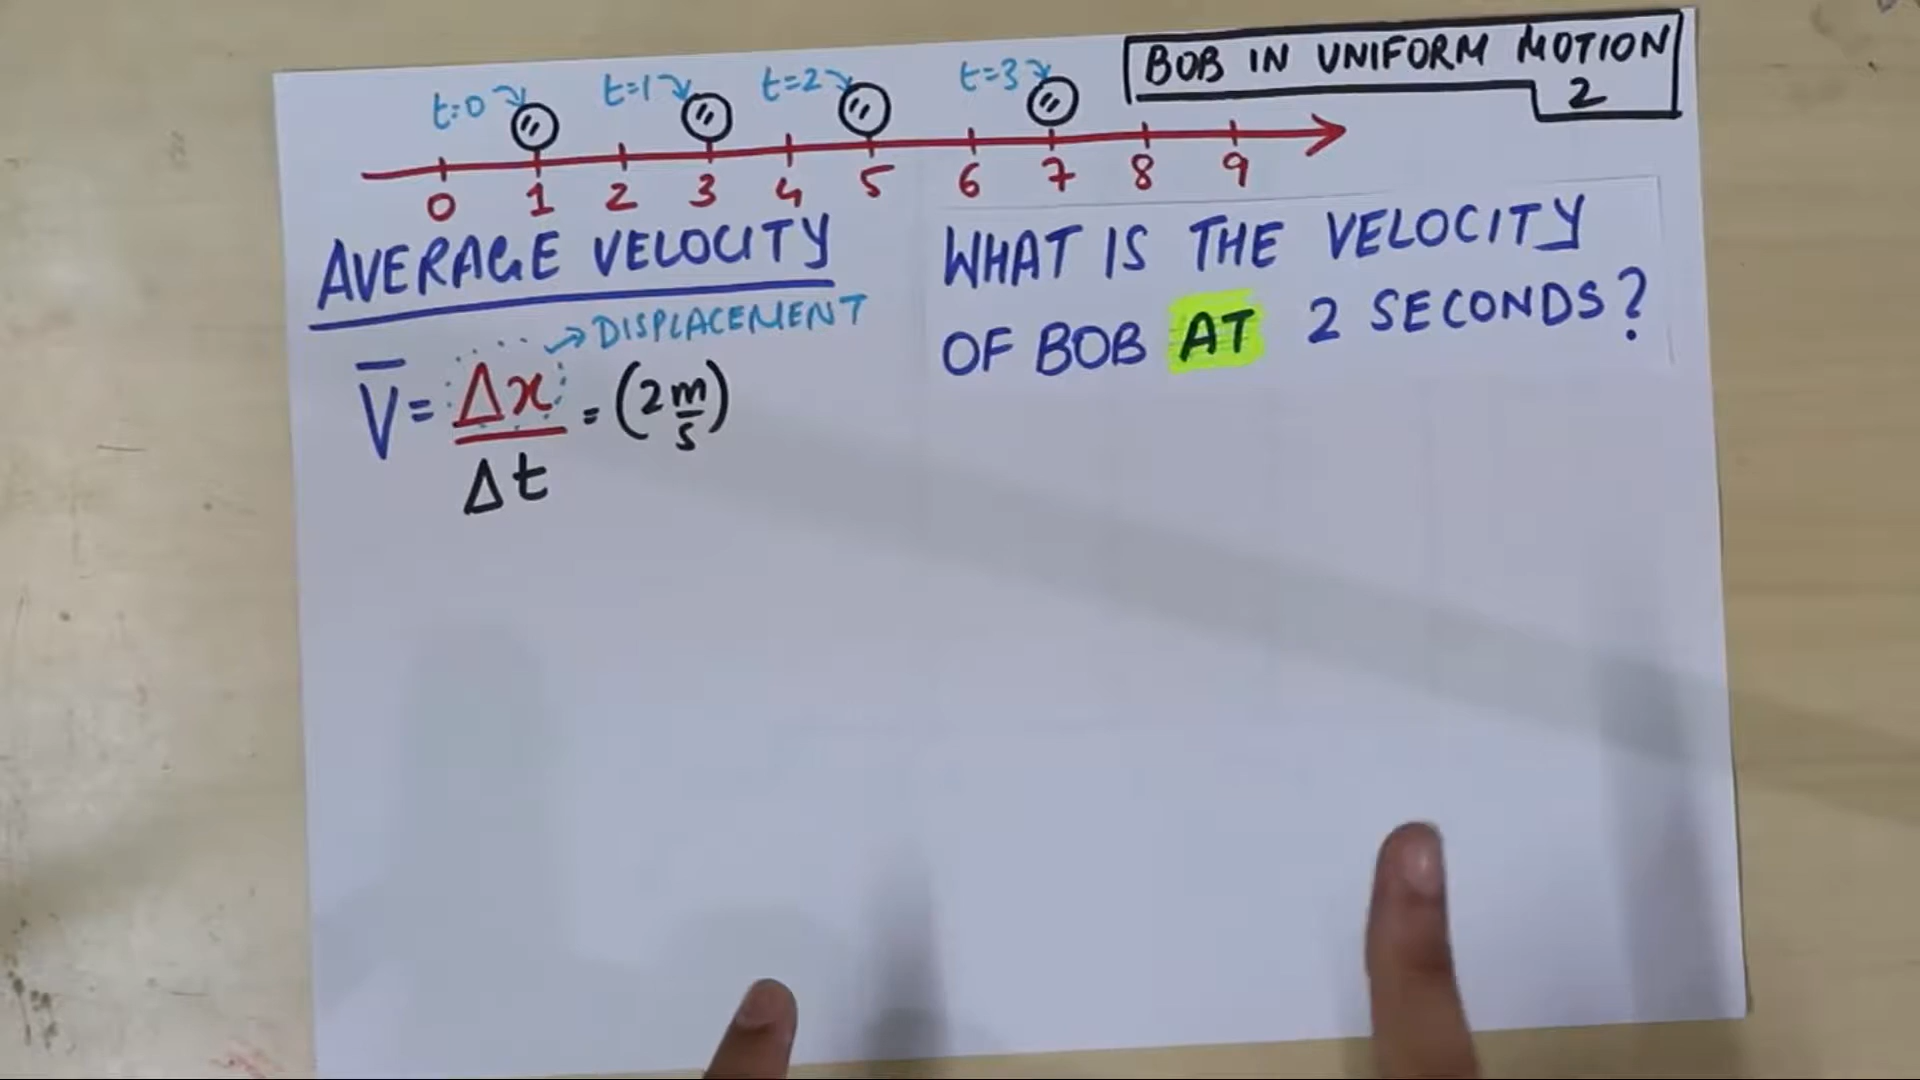 BOB IN UNIFORM MOTION
2
t=0 t=1 t=2 t=3
0 1 2 3 4 5 6 7 8 9
AVERAGE VELOCITY
DISPLACEMENT
V̅ = Δx/Δt = (2 m/s)
WHAT IS THE VELOCITY
OF BOB AT 2 SECONDS?